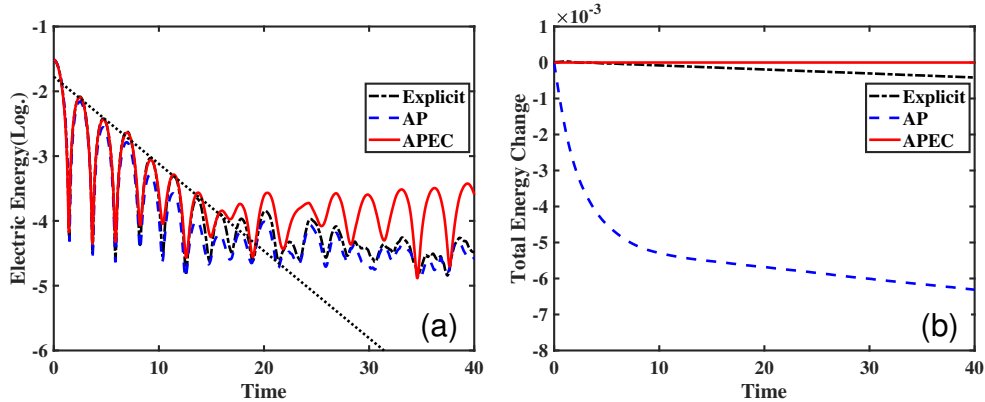 -1
-2
-3
-4
-5
-6
0 10 20 30 40
Electric Energy(Log.)
Time
Explicit
AP
APEC
(a)
×10⁻³
1
0
-1
-2
-3
-4
-5
-6
-7
-8
0 10 20 30 40
Total Energy Change
Time
Explicit
AP
APEC
(b)